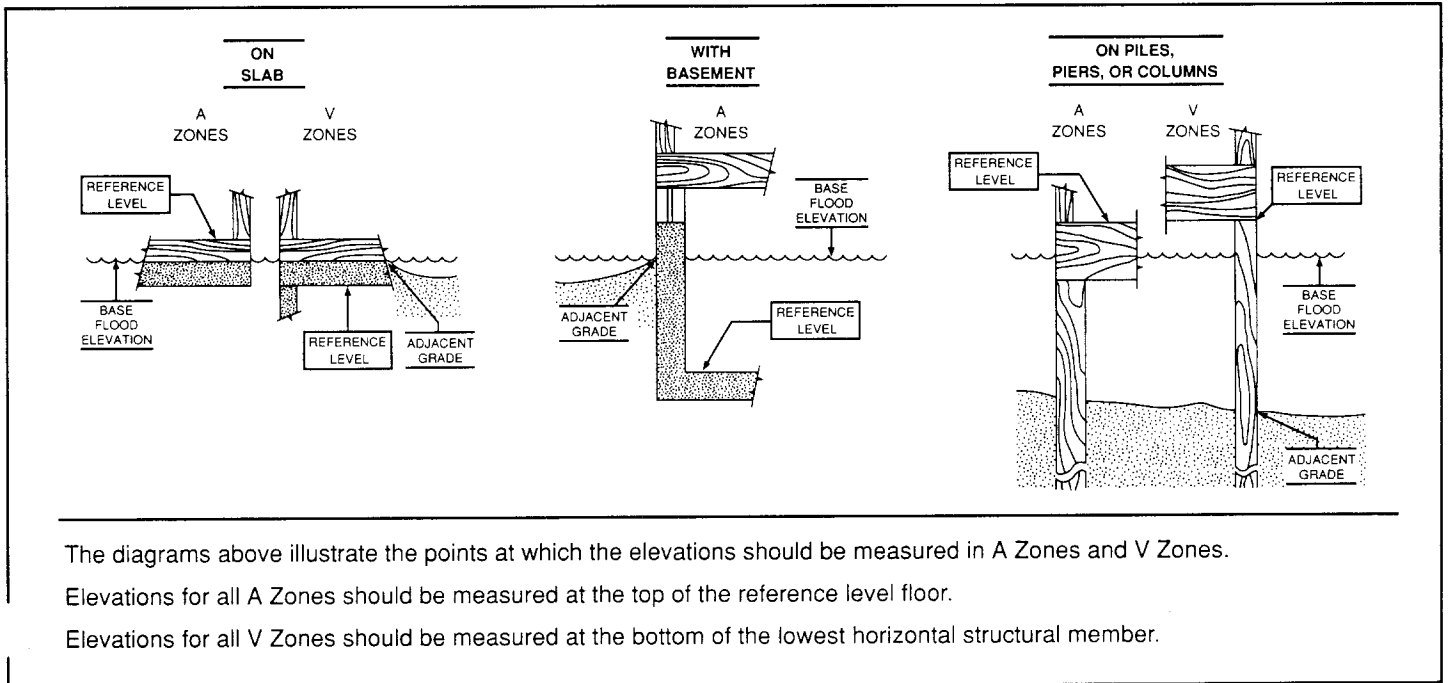 ON
SLAB
A
ZONES
V
ZONES
REFERENCE
LEVEL
BASE
FLOOD
ELEVATION
REFERENCE
LEVEL
ADJACENT
GRADE
WITH
BASEMENT
A
ZONES
BASE
FLOOD
ELEVATION
ADJACENT
GRADE
REFERENCE
LEVEL
ON PILES,
PIERS, OR COLUMNS
A
ZONES
V
ZONES
REFERENCE
LEVEL
REFERENCE
LEVEL
BASE
FLOOD
ELEVATION
ADJACENT
GRADE
The diagrams above illustrate the points at which the elevations should be measured in A Zones and V Zones.
Elevations for all A Zones should be measured at the top of the reference level floor.
Elevations for all V Zones should be measured at the bottom of the lowest horizontal structural member.